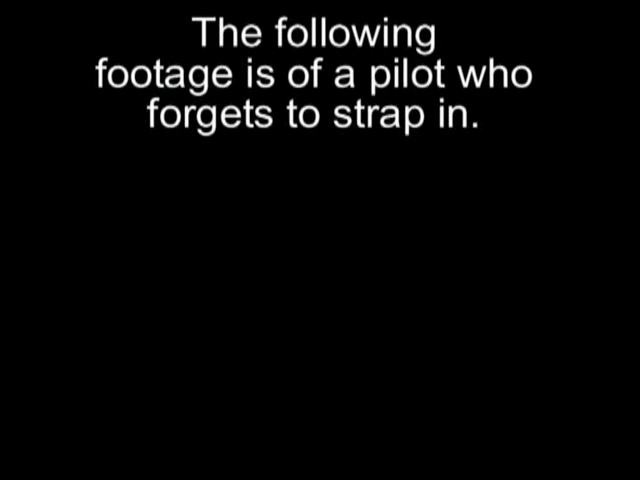 The following
footage is of a pilot who
forgets to strap in.